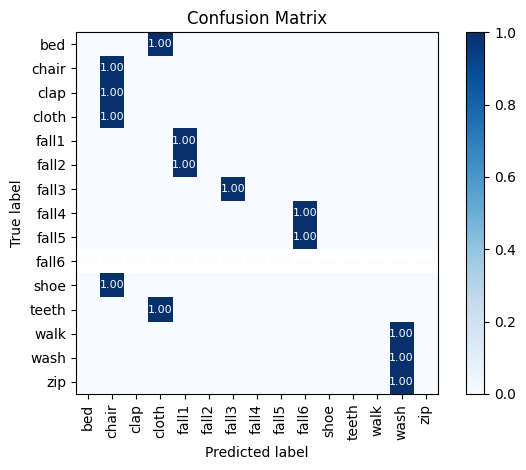 Confusion Matrix
True label
bed 1.00
chair 1.00
clap 1.00
cloth 1.00
fall1 1.00
fall2 1.00
fall3 1.00
fall4 1.00
fall5 1.00
fall6
shoe 1.00
teeth 1.00
walk 1.00
wash 1.00
zip 1.00
bed chair clap cloth fall1 fall2 fall3 fall4 fall5 fall6 shoe teeth walk wash zip
Predicted label
1.0
0.8
0.6
0.4
0.2
0.0